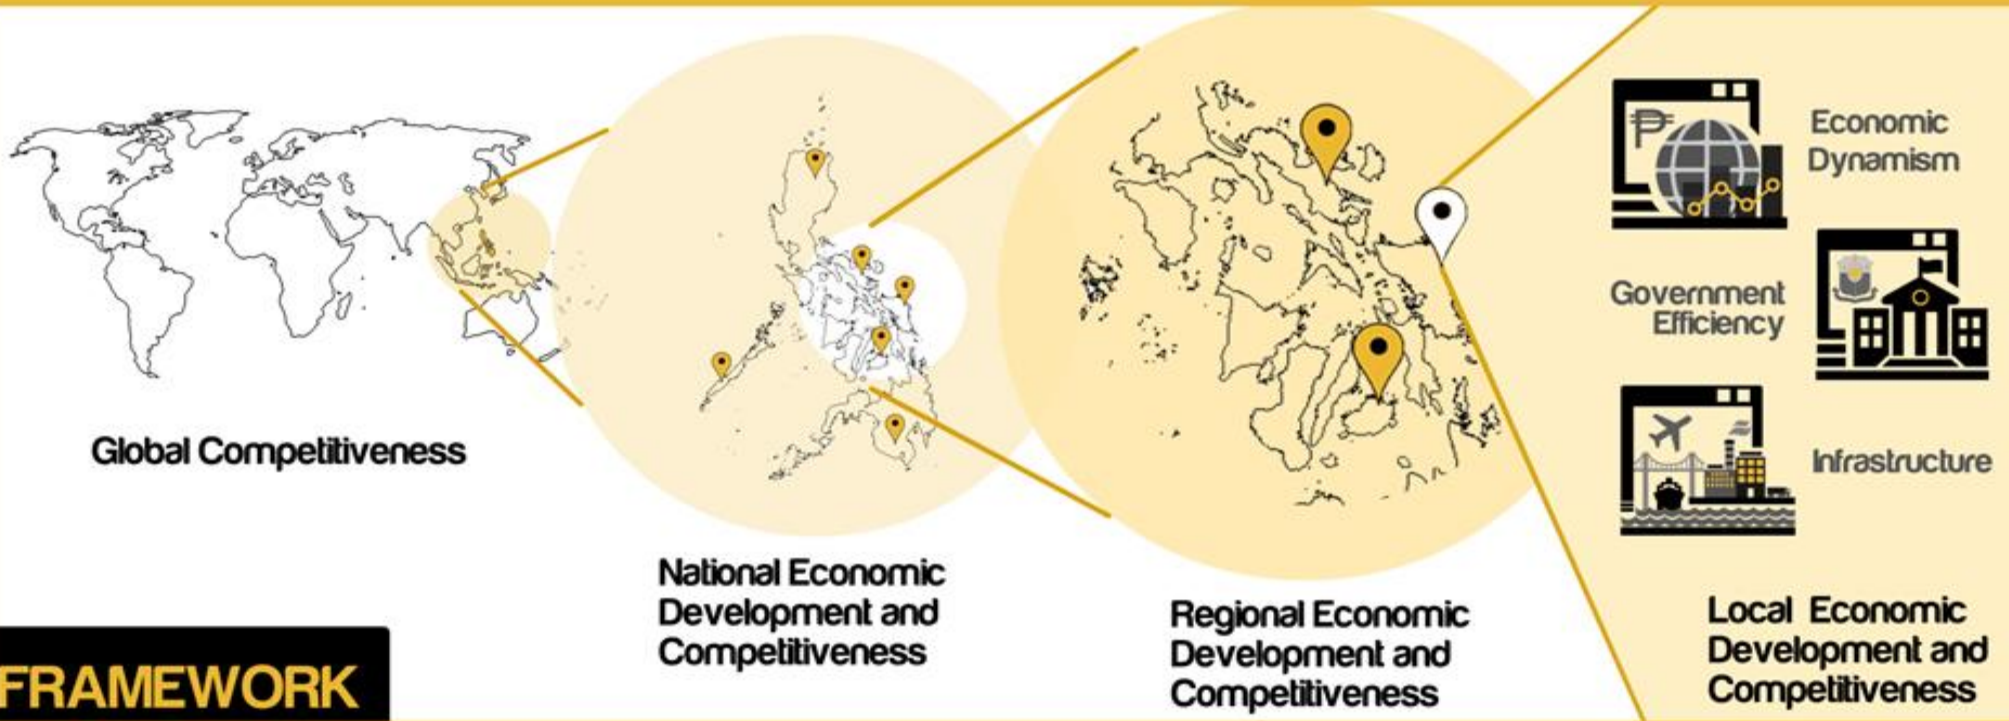 Global Competitiveness
National Economic
Development and
Competitiveness
Regional Economic
Development and
Competitiveness
Economic
Dynamism
Government
Efficiency
Infrastructure
Local Economic
Development and
Competitiveness
FRAMEWORK